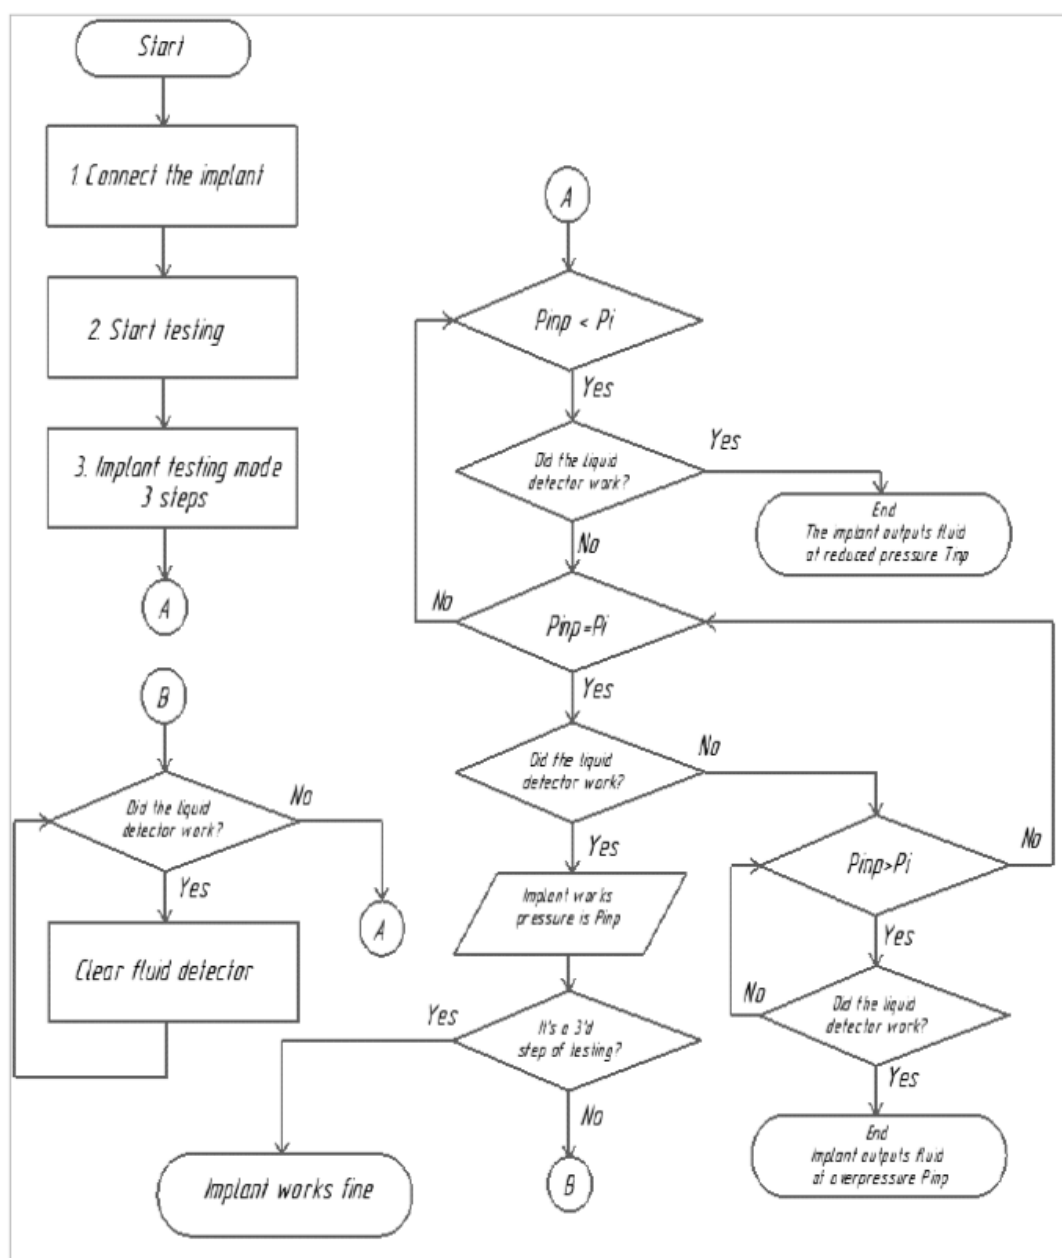 Start
1. Connect the implant
2. Start testing
3. Implant testing mode
3 steps
A
B
Did the liquid
detector work?
No
Yes
A
Clear fluid detector
A
Pinp < Pi
Yes
Did the liquid
detector work?
Yes
End
The implant outputs fluid
at reduced pressure Tinp
No
Pinp=Pi
No
Yes
Did the liquid
detector work?
No
Yes
Implant works
pressure is Pinp
Pinp>Pi
No
Yes
Did the liquid
detector work?
No
Yes
End
Implant outputs fluid
at overpressure Pinp
It's a 3'd
step of testing?
Yes
No
Implant works fine
B